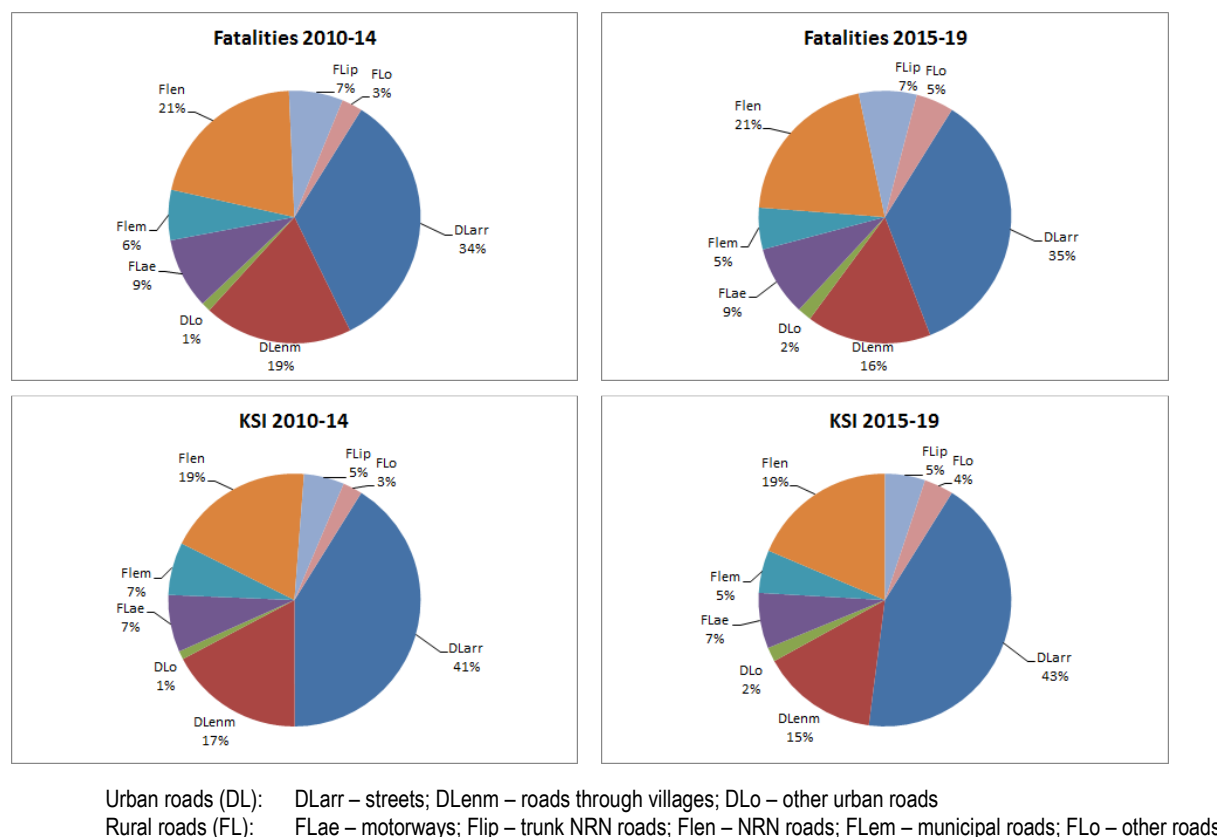 Fatalities 2010-14
FLip
7%
FLo
3%
Flen
21%
Flem
6%
FLae
9%
DLo
1%
DLenm
19%
DLarr
34%
Fatalities 2015-19
FLip
7%
FLo
5%
Flen
21%
Flem
5%
FLae
9%
DLo
2%
DLenm
16%
DLarr
35%
KSI 2010-14
FLip
5%
FLo
3%
Flen
19%
Flem
7%
FLae
7%
DLo
1%
DLenm
17%
DLarr
41%
KSI 2015-19
FLip
5%
FLo
4%
Flen
19%
Flem
5%
FLae
7%
DLo
2%
DLenm
15%
DLarr
43%
Urban roads (DL): DLarr – streets; DLenm – roads through villages; DLo – other urban roads
Rural roads (FL): FLae – motorways; Flip – trunk NRN roads; Flen – NRN roads; FLem – municipal roads; FLo – other roads